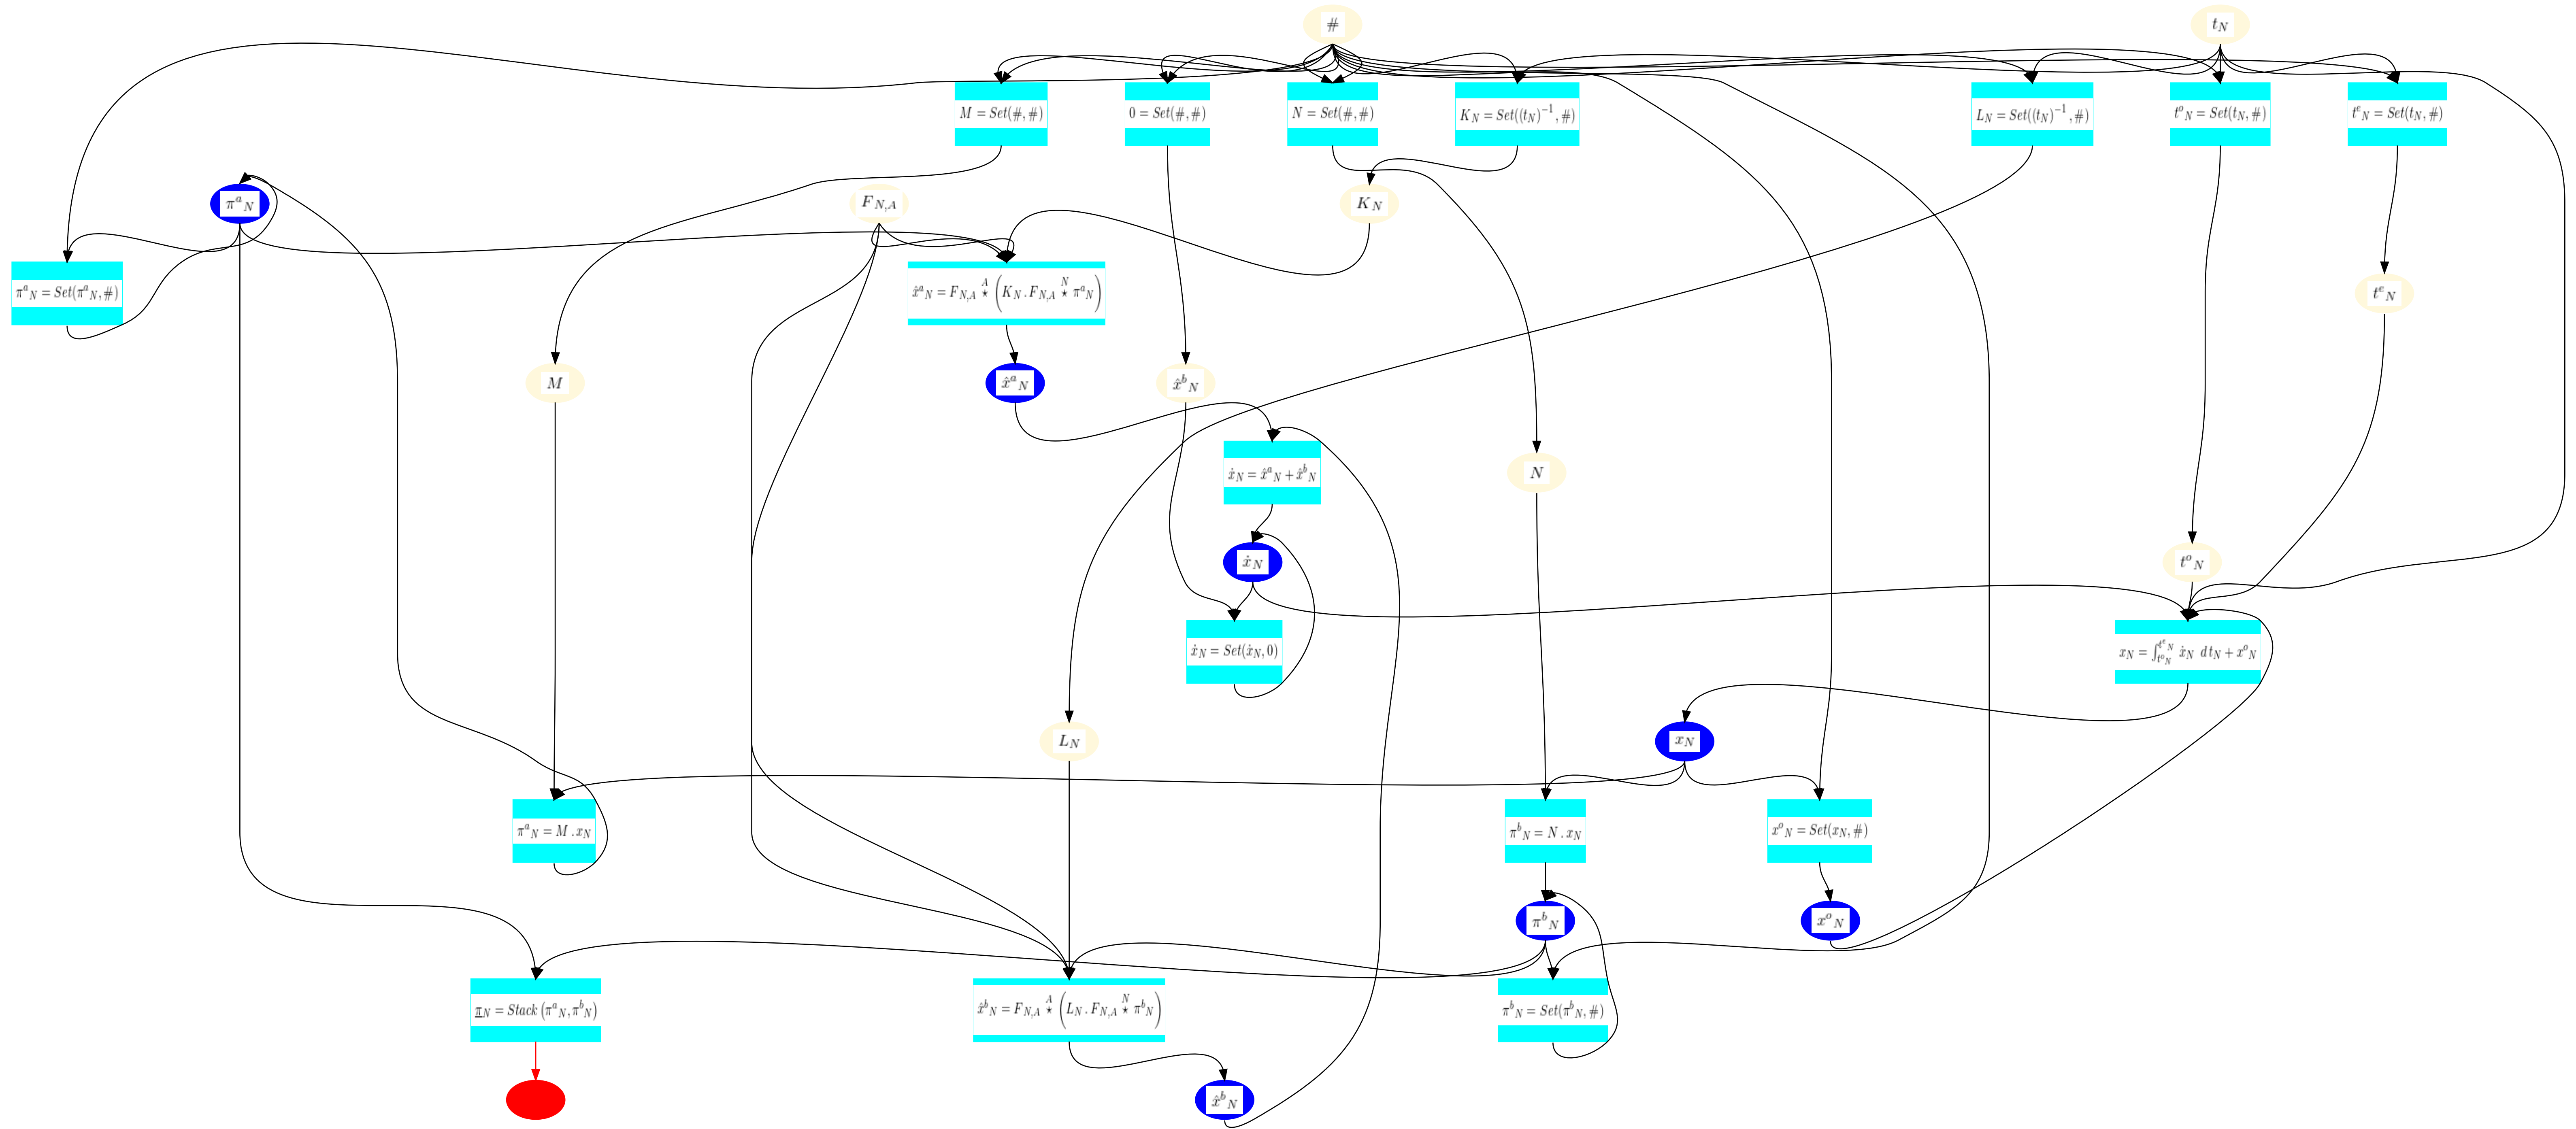 #
t_N
M = Set(#, #)
0 = Set(#, #)
N = Set(#, #)
K_N = Set((t_N)^{-1}, #)
L_N = Set((t_N)^{-1}, #)
t^o_N = Set(t_N, #)
t^e_N = Set(t_N, #)
π^a_N
F_{N,A}
K_N
π^a_N = Set(π^a_N, #)
x̂^a_N = F_{N,A} ⋆^A (K_N . F_{N,A} ⋆^N π^a_N)
t^e_N
M
x̂^a_N
x̂^b_N
ẋ_N = x̂^a_N + x̂^b_N
N
ẋ_N
t^o_N
ẋ_N = Set(ẋ_N, 0)
x_N = ∫_{t^o_N}^{t^e_N} ẋ_N dt_N + x^o_N
L_N
x_N
π^a_N = M . x_N
π^b_N = N . x_N
x^o_N = Set(x_N, #)
π^b_N
x^o_N
π_N = Stack (π^a_N, π^b_N)
x̂^b_N = F_{N,A} ⋆^A (L_N . F_{N,A} ⋆^N π^b_N)
π^b_N = Set(π^b_N, #)
x̂^b_N